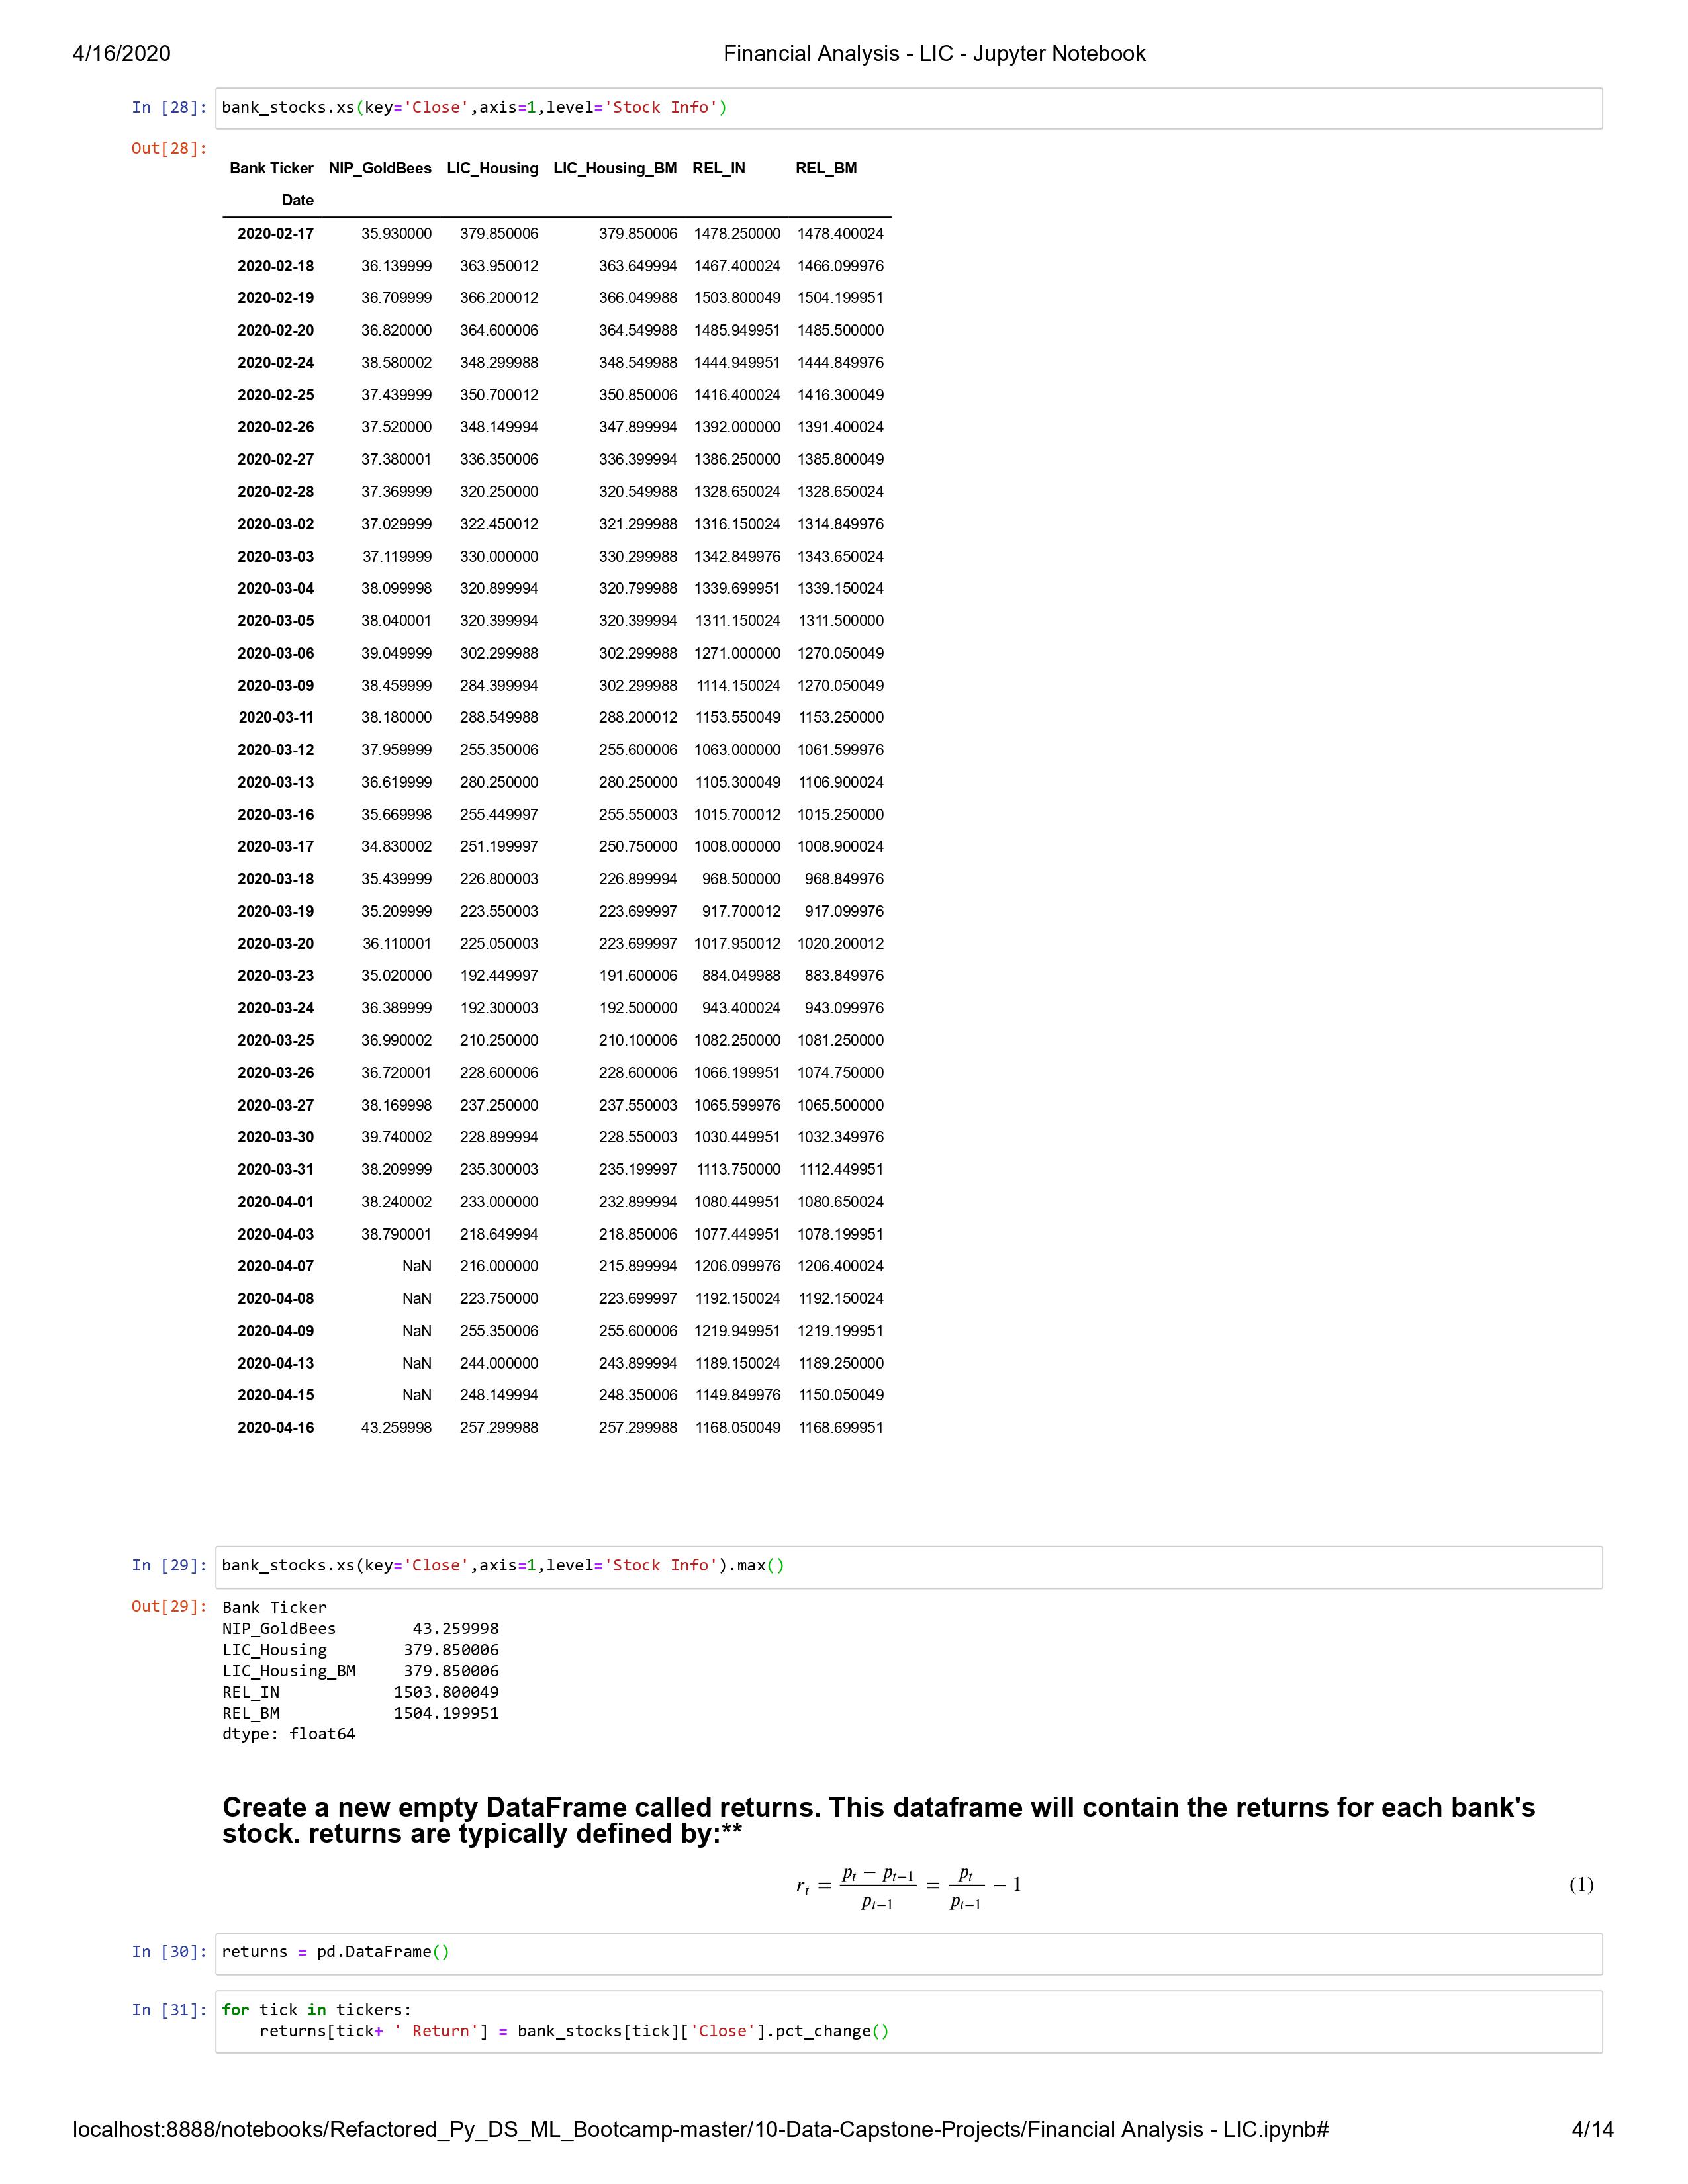 4/16/2020 Financial Analysis - LIC - Jupyter Notebook
In [28]: bank_stocks.xs(key='Close',axis=1,level='Stock Info')
Out[28]:
Bank Ticker NIP_GoldBees LIC_Housing LIC_Housing_BM REL_IN REL_BM
Date
2020-02-17 35.930000 379.850006 379.850006 1478.250000 1478.400024
2020-02-18 36.139999 363.950012 363.649994 1467.400024 1466.099976
2020-02-19 36.709999 366.200012 366.049988 1503.800049 1504.199951
2020-02-20 36.820000 364.600006 364.549988 1485.949951 1485.500000
2020-02-24 38.580002 348.299988 348.549988 1444.949951 1444.849976
2020-02-25 37.439999 350.700012 350.850006 1416.400024 1416.300049
2020-02-26 37.520000 348.149994 347.899994 1392.000000 1391.400024
2020-02-27 37.380001 336.350006 336.399994 1386.250000 1385.800049
2020-02-28 37.369999 320.250000 320.549988 1328.650024 1328.650024
2020-03-02 37.029999 322.450012 321.299988 1316.150024 1314.849976
2020-03-03 37.119999 330.000000 330.299988 1342.849976 1343.650024
2020-03-04 38.099998 320.899994 320.799988 1339.699951 1339.150024
2020-03-05 38.040001 320.399994 320.399994 1311.150024 1311.500000
2020-03-06 39.049999 302.299988 302.299988 1271.000000 1270.050049
2020-03-09 38.459999 284.399994 302.299988 1114.150024 1270.050049
2020-03-11 38.180000 288.549988 288.200012 1153.550049 1153.250000
2020-03-12 37.959999 255.350006 255.600006 1063.000000 1061.599976
2020-03-13 36.619999 280.250000 280.250000 1105.300049 1106.900024
2020-03-16 35.669998 255.449997 255.550003 1015.700012 1015.250000
2020-03-17 34.830002 251.199997 250.750000 1008.000000 1008.900024
2020-03-18 35.439999 226.800003 226.899994 968.500000 968.849976
2020-03-19 35.209999 223.550003 223.699997 917.700012 917.099976
2020-03-20 36.110001 225.050003 223.699997 1017.950012 1020.200012
2020-03-23 35.020000 192.449997 191.600006 884.049988 883.849976
2020-03-24 36.389999 192.300003 192.500000 943.400024 943.099976
2020-03-25 36.990002 210.250000 210.100006 1082.250000 1081.250000
2020-03-26 36.720001 228.600006 228.600006 1066.199951 1074.750000
2020-03-27 38.169998 237.250000 237.550003 1065.599976 1065.500000
2020-03-30 39.740002 228.899994 228.550003 1030.449951 1032.349976
2020-03-31 38.209999 235.300003 235.199997 1113.750000 1112.449951
2020-04-01 38.240002 233.000000 232.899994 1080.449951 1080.650024
2020-04-03 38.790001 218.649994 218.850006 1077.449951 1078.199951
2020-04-07 NaN 216.000000 215.899994 1206.099976 1206.400024
2020-04-08 NaN 223.750000 223.699997 1192.150024 1192.150024
2020-04-09 NaN 255.350006 255.600006 1219.949951 1219.199951
2020-04-13 NaN 244.000000 243.899994 1189.150024 1189.250000
2020-04-15 NaN 248.149994 248.350006 1149.849976 1150.050049
2020-04-16 43.259998 257.299988 257.299988 1168.050049 1168.699951
In [29]: bank_stocks.xs(key='Close',axis=1,level='Stock Info').max()
Out[29]: Bank Ticker
NIP_GoldBees 43.259998
LIC_Housing 379.850006
LIC_Housing_BM 379.850006
REL_IN 1503.800049
REL_BM 1504.199951
dtype: float64
Create a new empty DataFrame called returns. This dataframe will contain the returns for each bank's
stock. returns are typically defined by:**
r_t = \frac{p_t - p_{t-1}}{p_{t-1}} = \frac{p_t}{p_{t-1}} - 1 (1)
In [30]: returns = pd.DataFrame()
In [31]: for tick in tickers:
returns[tick+ ' Return'] = bank_stocks[tick]['Close'].pct_change()
localhost:8888/notebooks/Refactored_Py_DS_ML_Bootcamp-master/10-Data-Capstone-Projects/Financial Analysis - LIC.ipynb# 4/14